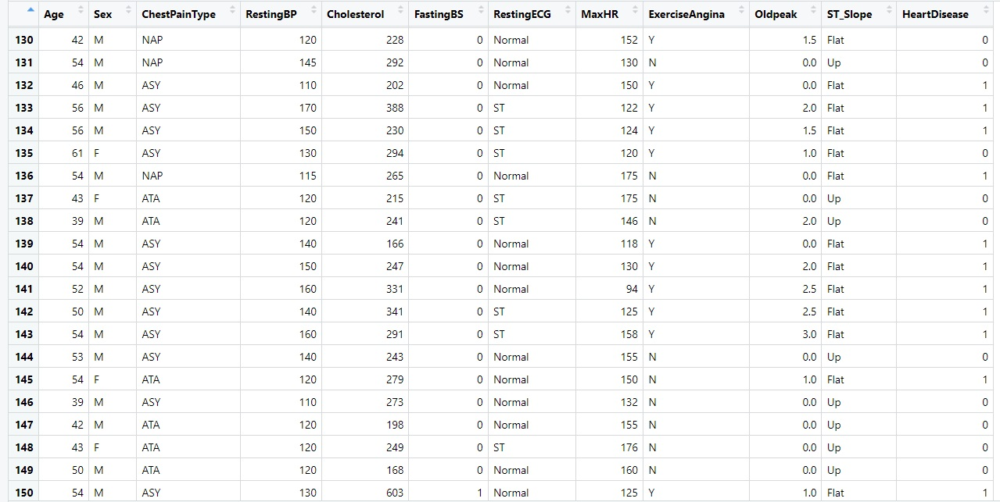 Age Sex ChestPainType RestingBP Cholesterol FastingBS RestingECG MaxHR ExerciseAngina Oldpeak ST_Slope HeartDisease
130 42 M NAP 120 228 0 Normal 152 Y 1.5 Flat 0
131 54 M NAP 145 292 0 Normal 130 N 0.0 Up 0
132 46 M ASY 110 202 0 Normal 150 Y 0.0 Flat 1
133 56 M ASY 170 388 0 ST 122 Y 2.0 Flat 1
134 56 M ASY 150 230 0 ST 124 Y 1.5 Flat 1
135 61 F ASY 130 294 0 ST 120 Y 1.0 Flat 0
136 54 M NAP 115 265 0 Normal 175 N 0.0 Flat 1
137 43 F ATA 120 215 0 ST 175 N 0.0 Up 0
138 39 M ATA 120 241 0 ST 146 N 2.0 Up 0
139 54 M ASY 140 166 0 Normal 118 Y 0.0 Flat 1
140 54 M ASY 150 247 0 Normal 130 Y 2.0 Flat 1
141 52 M ASY 160 331 0 Normal 94 Y 2.5 Flat 1
142 50 M ASY 140 341 0 ST 125 Y 2.5 Flat 1
143 54 M ASY 160 291 0 ST 158 Y 3.0 Flat 1
144 53 M ASY 140 243 0 Normal 155 N 0.0 Up 0
145 54 F ATA 120 279 0 Normal 150 N 1.0 Flat 1
146 39 M ASY 110 273 0 Normal 132 N 0.0 Up 0
147 42 M ATA 120 198 0 Normal 155 N 0.0 Up 0
148 43 F ATA 120 249 0 ST 176 N 0.0 Up 0
149 50 M ATA 120 168 0 Normal 160 N 0.0 Up 0
150 54 M ASY 130 603 1 Normal 125 Y 1.0 Flat 1